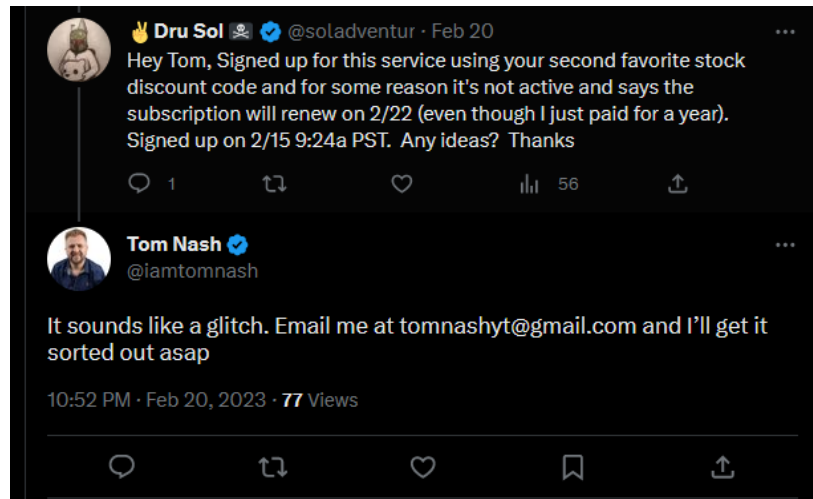 ✌️ Dru Sol 🏴‍☠️ @soladventur · Feb 20
Hey Tom, Signed up for this service using your second favorite stock
discount code and for some reason it's not active and says the
subscription will renew on 2/22 (even though I just paid for a year).
Signed up on 2/15 9:24a PST.  Any ideas?  Thanks
1
56
Tom Nash
@iamtomnash
It sounds like a glitch. Email me at tomnashyt@gmail.com and I’ll get it
sorted out asap
10:52 PM · Feb 20, 2023 · 77 Views